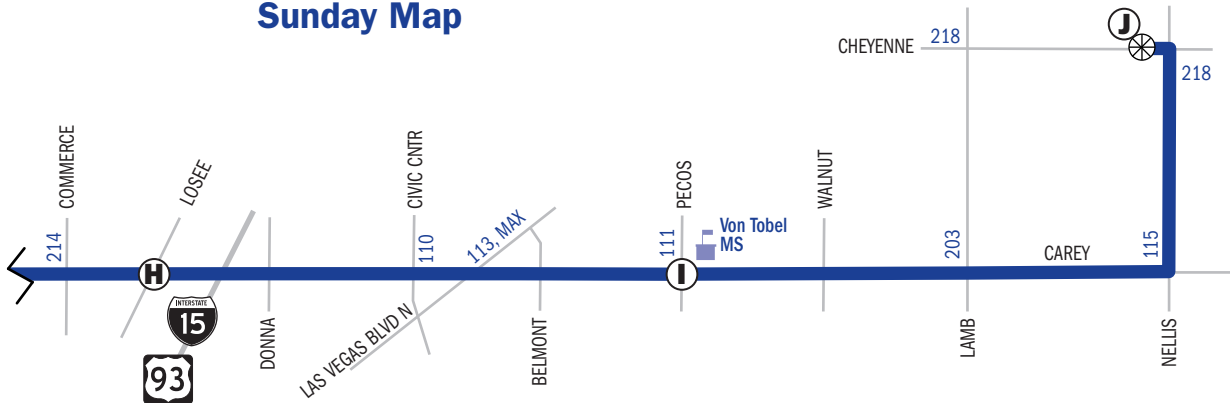 Sunday Map
J
CHEYENNE
218
218
COMMERCE
LOSEE
CIVIC CNTR
PECOS
WALNUT
214
110
113, MAX
111
Von Tobel
MS
203
CAREY
115
H
I
INTERSTATE
15
93
DONNA
LAS VEGAS BLVD N
BELMONT
LAMB
NELLIS